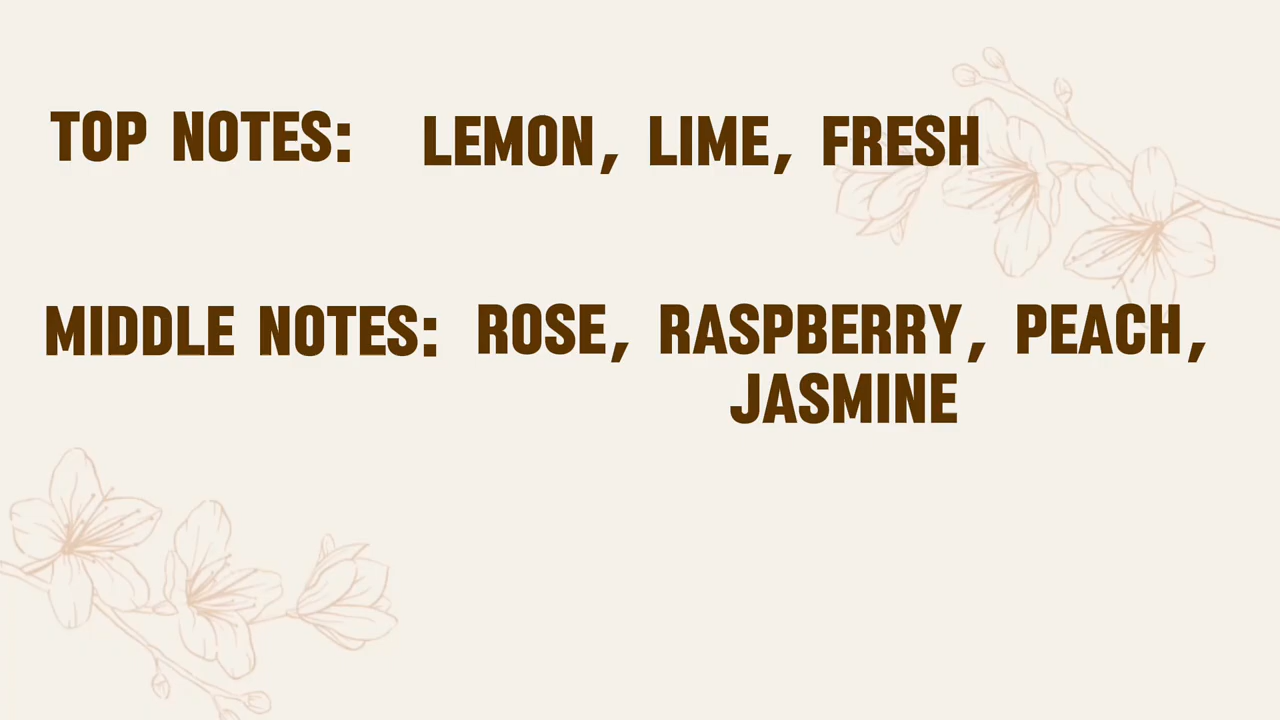 TOP NOTES: LEMON, LIME, FRESH
MIDDLE NOTES: ROSE, RASPBERRY, PEACH,
JASMINE